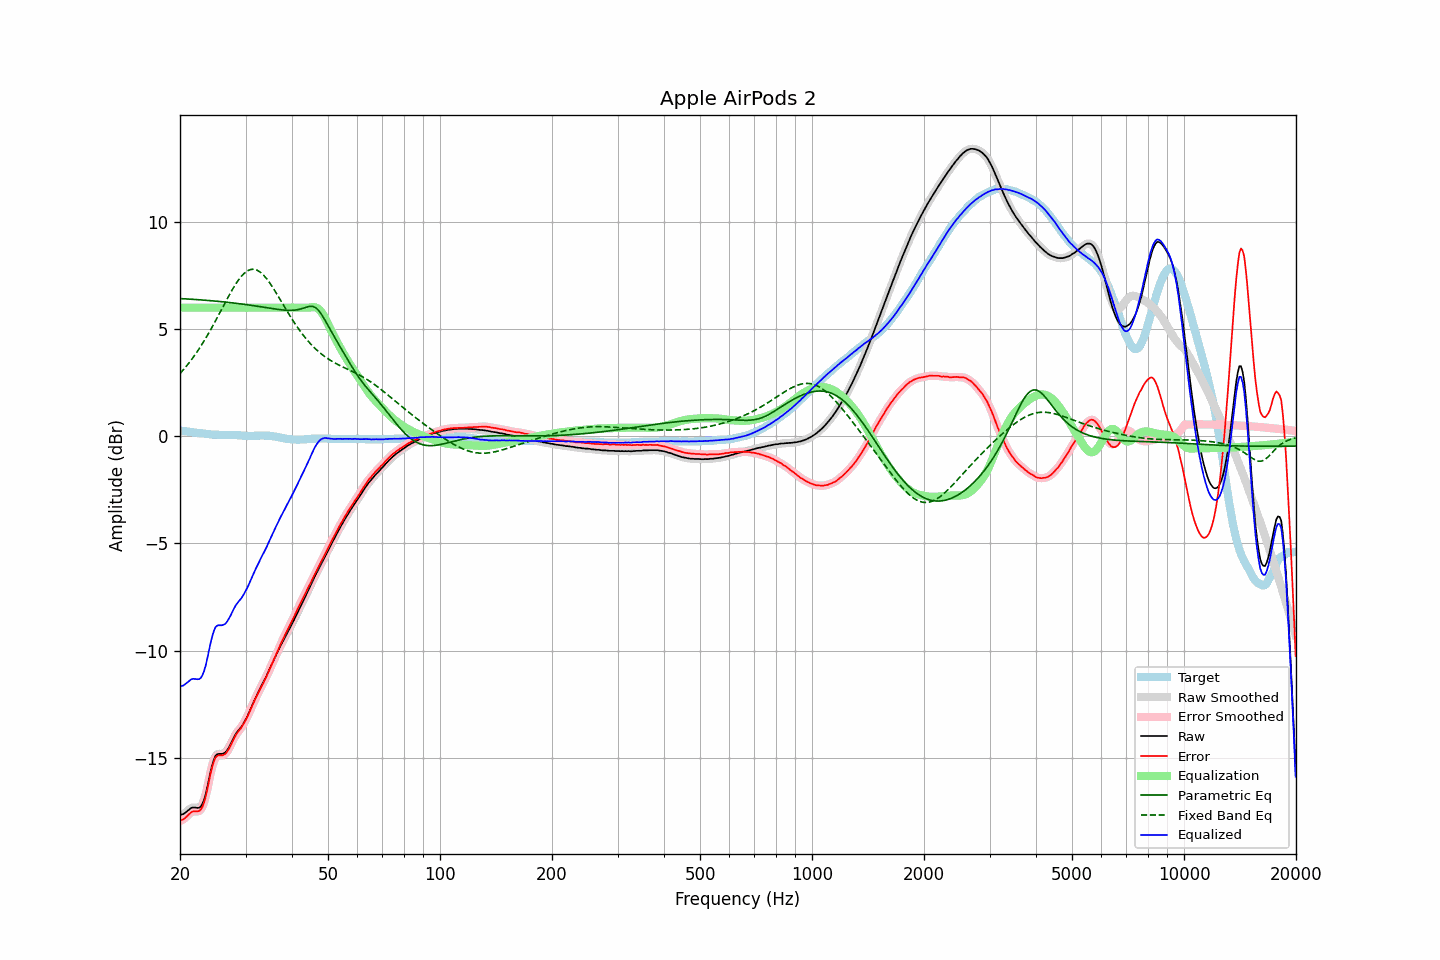 Apple AirPods 2
Amplitude (dBr)
10
5
0
−5
−10
−15
20
50
100
200
500
1000
2000
5000
10000
20000
Frequency (Hz)
Target
Raw Smoothed
Error Smoothed
Raw
Error
Equalization
Parametric Eq
Fixed Band Eq
Equalized